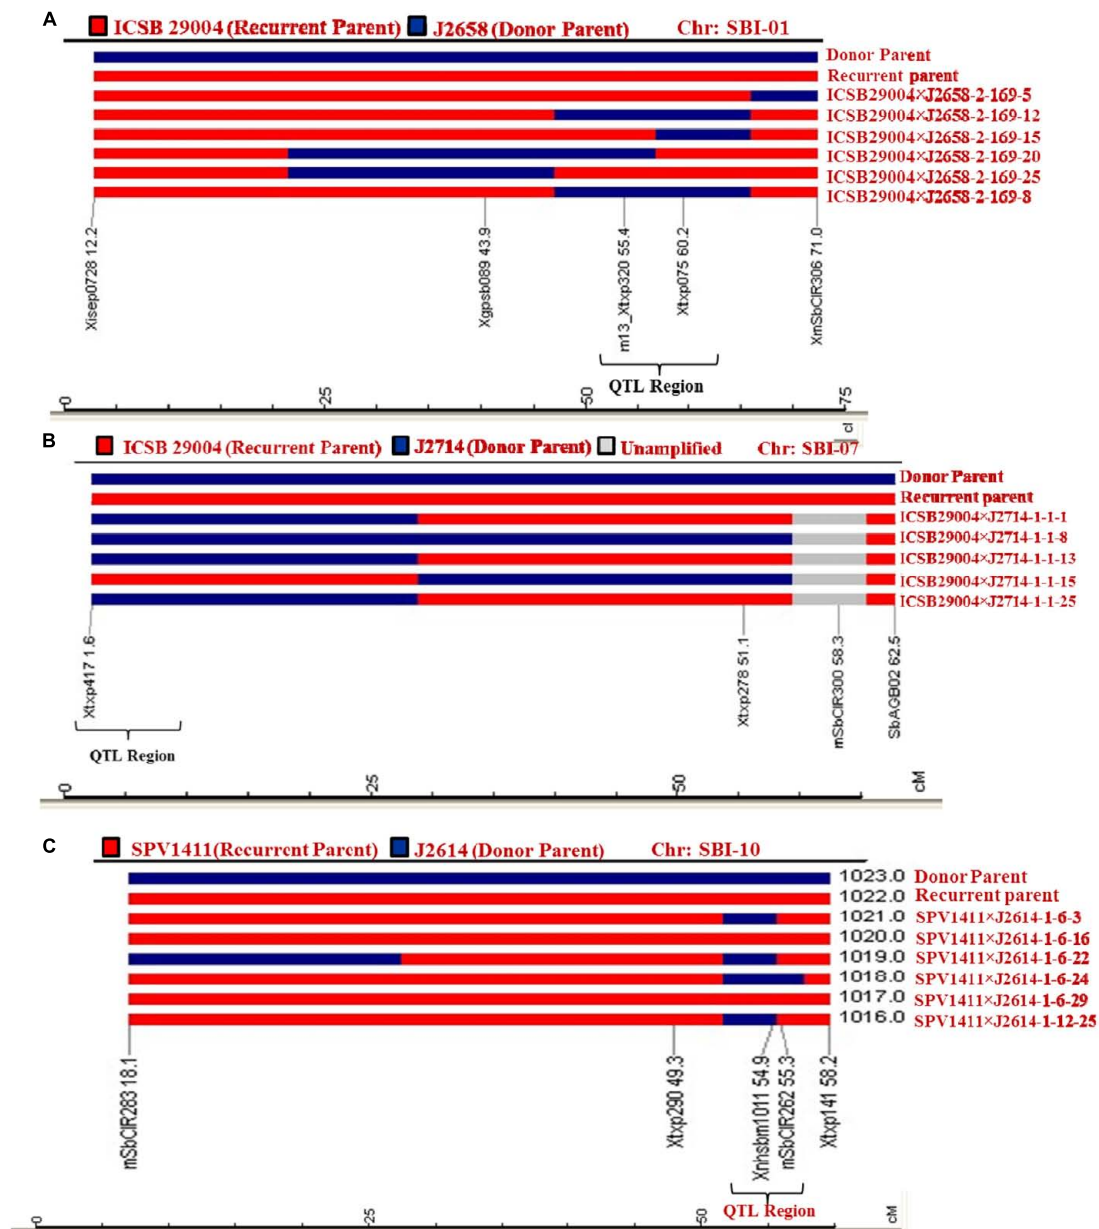 A
ICSB 29004 (Recurrent Parent) J2658 (Donor Parent) Chr: SBI-01
Donor Parent
Recurrent parent
ICSB29004×J2658-2-169-5
ICSB29004×J2658-2-169-12
ICSB29004×J2658-2-169-15
ICSB29004×J2658-2-169-20
ICSB29004×J2658-2-169-25
ICSB29004×J2658-2-169-8
Xisep0728 12.2
Xgpsb089 43.9
m13_Xtxp320 55.4
Xtxp075 60.2
XmSbCIR306 71.0
QTL Region
0 25 50 75
cl
B
ICSB 29004 (Recurrent Parent) J2714 (Donor Parent) Unamplified Chr: SBI-07
Donor Parent
Recurrent parent
ICSB29004×J2714-1-1-1
ICSB29004×J2714-1-1-8
ICSB29004×J2714-1-1-13
ICSB29004×J2714-1-1-15
ICSB29004×J2714-1-1-25
Xtxp417 1.6
Xtxp278 51.1
mSbCIR300 58.3
SbAGB02 62.5
QTL Region
0 25 50 cM
C
SPV1411(Recurrent Parent) J2614 (Donor Parent) Chr: SBI-10
1023.0 Donor Parent
1022.0 Recurrent parent
1021.0 SPV1411×J2614-1-6-3
1020.0 SPV1411×J2614-1-6-16
1019.0 SPV1411×J2614-1-6-22
1018.0 SPV1411×J2614-1-6-24
1017.0 SPV1411×J2614-1-6-29
1016.0 SPV1411×J2614-1-12-25
mSbCIR283 18.1
Xtxp290 49.3
Xnhsbm1011 54.9
mSbCIR262 55.3
Xtxp141 58.2
QTL Region
0 25 50 cM